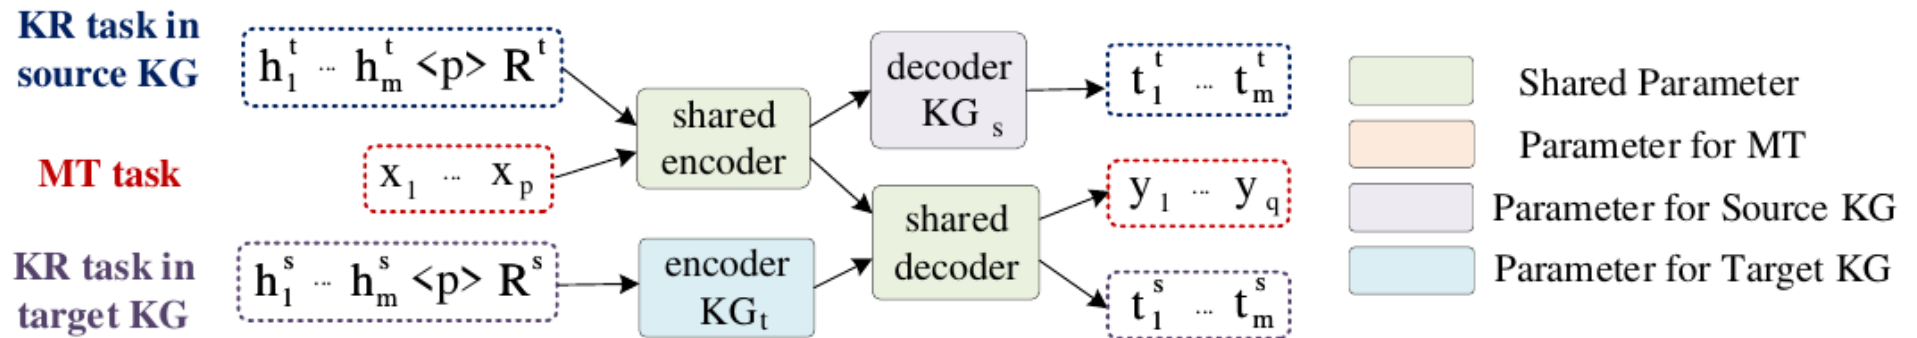 KR task in
source KG
h₁ᵗ ... hₘᵗ <p> Rᵗ
MT task
x₁ ... xₚ
KR task in
target KG
h₁ˢ ... hₘˢ <p> Rˢ
shared
encoder
encoder
KGₜ
decoder
KG ₛ
shared
decoder
t₁ᵗ ... tₘᵗ
y₁ ... y_q
t₁ˢ ... tₘˢ
Shared Parameter
Parameter for MT
Parameter for Source KG
Parameter for Target KG